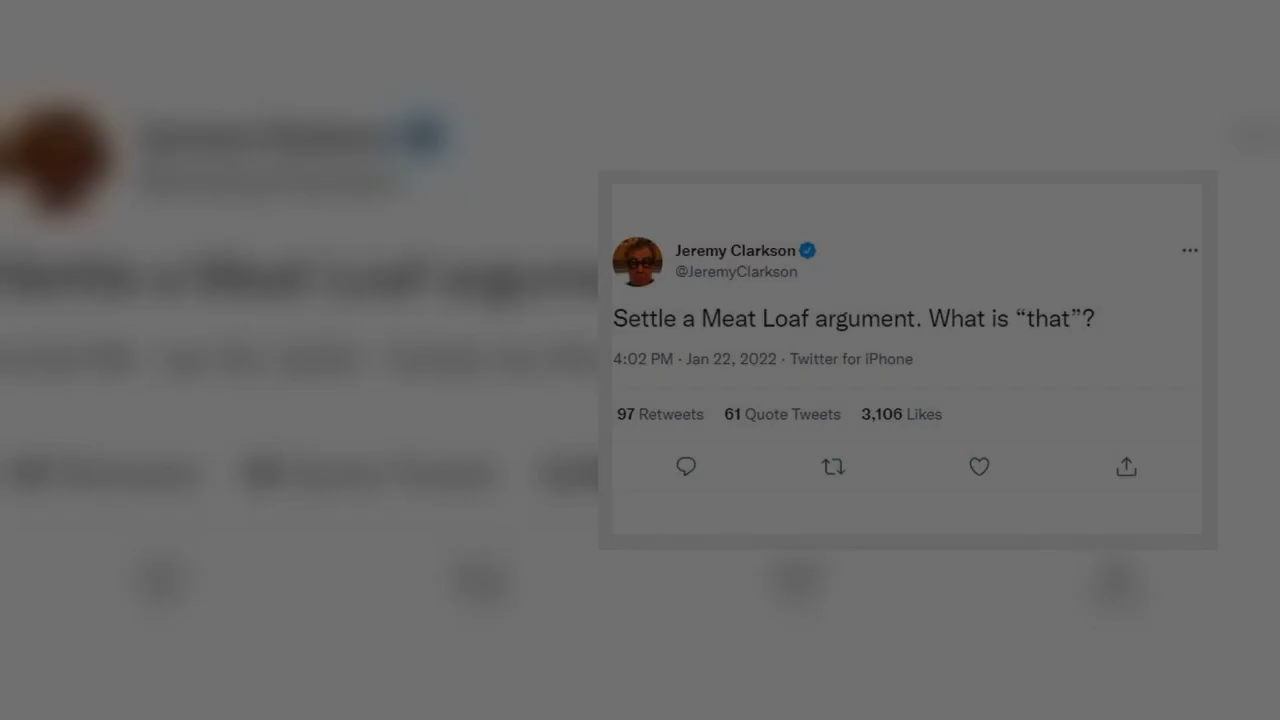 Jeremy Clarkson
@JeremyClarkson
Settle a Meat Loaf argument. What is “that”?
4:02 PM · Jan 22, 2022 · Twitter for iPhone
97 Retweets 61 Quote Tweets 3,106 Likes